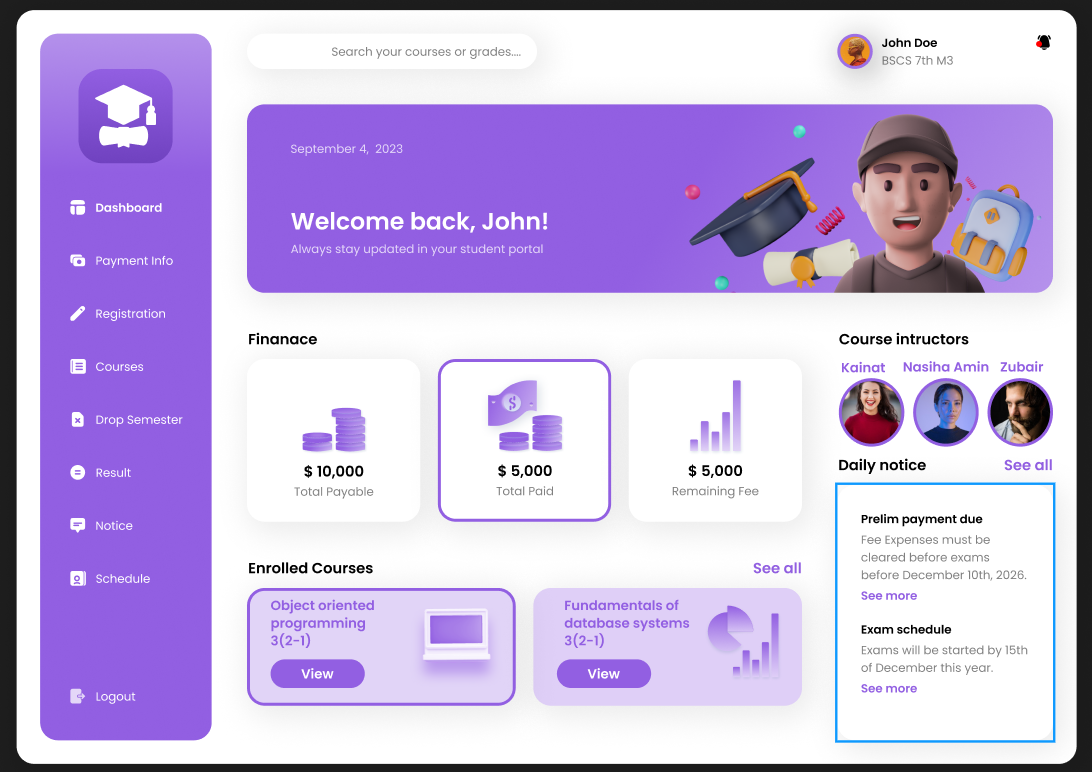 Search your courses or grades....
John Doe
BSCS 7th M3
Dashboard
Payment Info
Registration
Courses
Drop Semester
Result
Notice
Schedule
Logout
September 4, 2023
Welcome back, John!
Always stay updated in your student portal
Finanace
$ 10,000
Total Payable
$
$ 5,000
Total Paid
$ 5,000
Remaining Fee
Enrolled Courses
See all
Object oriented
programming
3(2-1)
View
Fundamentals of
database systems
3(2-1)
View
Course intructors
Kainat
Nasiha Amin
Zubair
Daily notice
See all
Prelim payment due
Fee Expenses must be
cleared before exams
before December 10th, 2026.
See more
Exam schedule
Exams will be started by 15th
of December this year.
See more